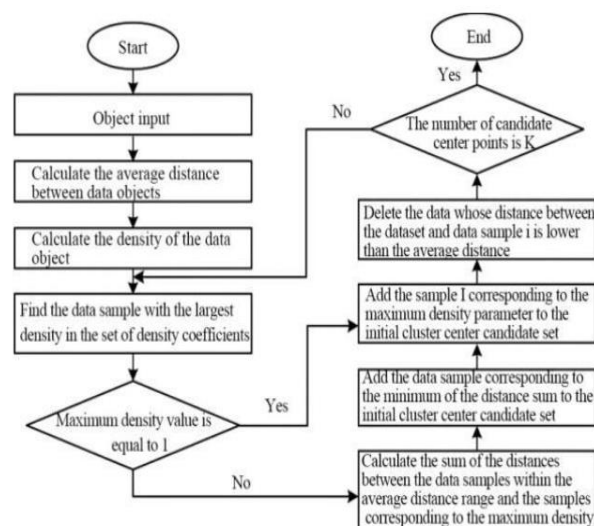 Start
Object input
Calculate the average distance
between data objects
Calculate the density of the data
object
Find the data sample with the largest
density in the set of density coefficients
Maximum density value is
equal to 1
Yes
No
End
Yes
No
The number of candidate
center points is K
Delete the data whose distance between
the dataset and data sample i is lower
than the average distance
Add the sample I corresponding to the
maximum density parameter to the
initial cluster center candidate set
Add the data sample corresponding to
the minimum of the distance sum to the
initial cluster center candidate set
Calculate the sum of the distances
between the data samples within the
average distance range and the samples
corresponding to the maximum density